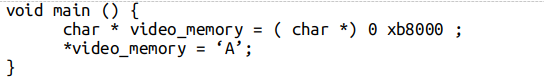 void main () {
char * video_memory = ( char *) 0 xb8000 ;
*video_memory = ‘A’;
}